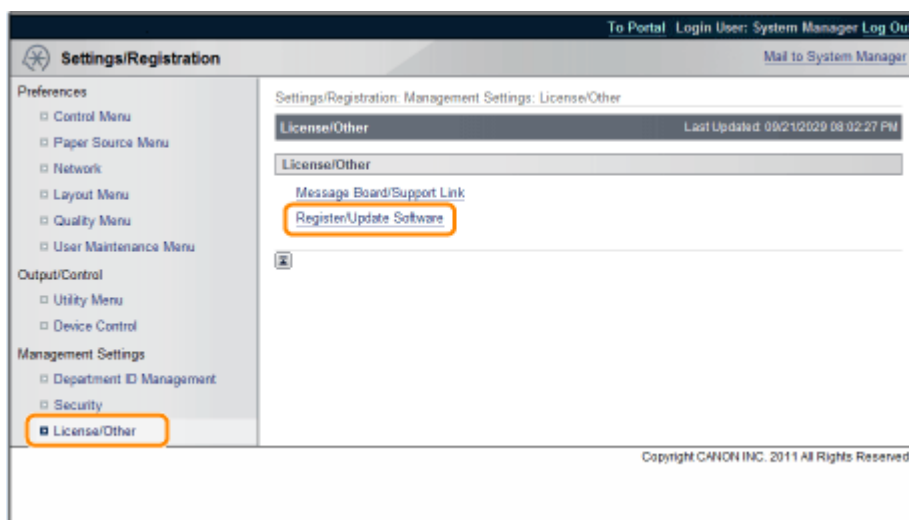 To Portal Login User: System Manager Log Ou
Settings/Registration
Mail to System Manager
Preferences
Control Menu
Paper Source Menu
Network
Layout Menu
Quality Menu
User Maintenance Menu
Output/Control
Utility Menu
Device Control
Management Settings
Department ID Management
Security
License/Other
Settings/Registration: Management Settings: License/Other
License/Other Last Updated: 09/21/2029 08:02:27 PM
License/Other
Message Board/Support Link
Register/Update Software
Copyright CANON INC. 2011 All Rights Reserved